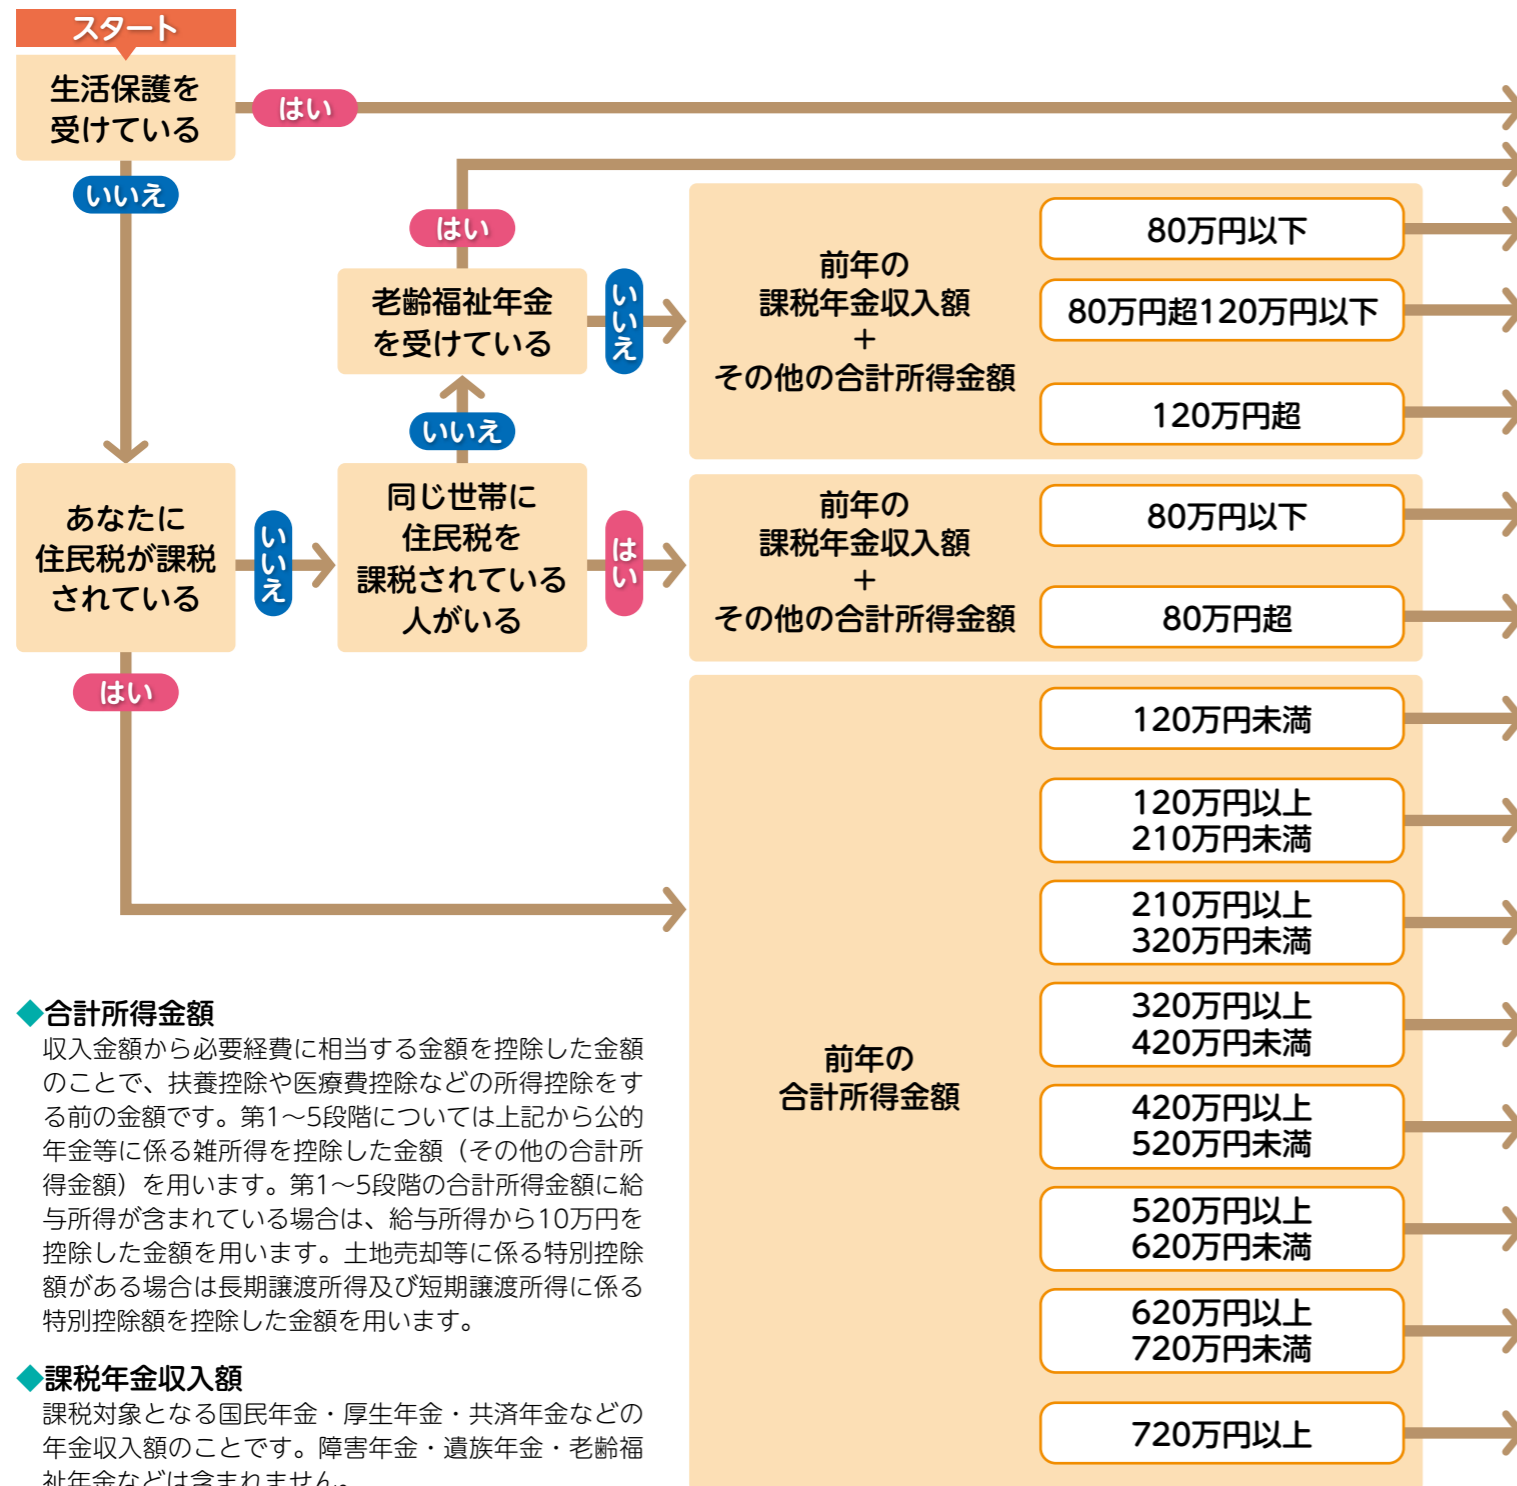 スタート
生活保護を
受けている
はい
いいえ
はい
老齢福祉年金
を受けている
いいえ
いいえ
前年の
課税年金収入額
＋
その他の合計所得金額
80万円以下
80万円超120万円以下
120万円超
あなたに
住民税が課税
されている
いいえ
同じ世帯に
住民税を
課税されている
人がいる
はい
前年の
課税年金収入額
＋
その他の合計所得金額
80万円以下
80万円超
はい
前年の
合計所得金額
120万円未満
120万円以上
210万円未満
210万円以上
320万円未満
320万円以上
420万円未満
420万円以上
520万円未満
520万円以上
620万円未満
620万円以上
720万円未満
720万円以上
◆合計所得金額
収入金額から必要経費に相当する金額を控除した金額
のことで、扶養控除や医療費控除などの所得控除をす
る前の金額です。第1〜5段階については上記から公的
年金等に係る雑所得を控除した金額（その他の合計所
得金額）を用います。第1〜5段階の合計所得金額に給
与所得が含まれている場合は、給与所得から10万円を
控除した金額を用います。土地売却等に係る特別控除
額がある場合は長期譲渡所得及び短期譲渡所得に係る
特別控除額を控除した金額を用います。
◆課税年金収入額
課税対象となる国民年金・厚生年金・共済年金などの
年金収入額のことです。障害年金・遺族年金・老齢福
祉年金などは含まれません。